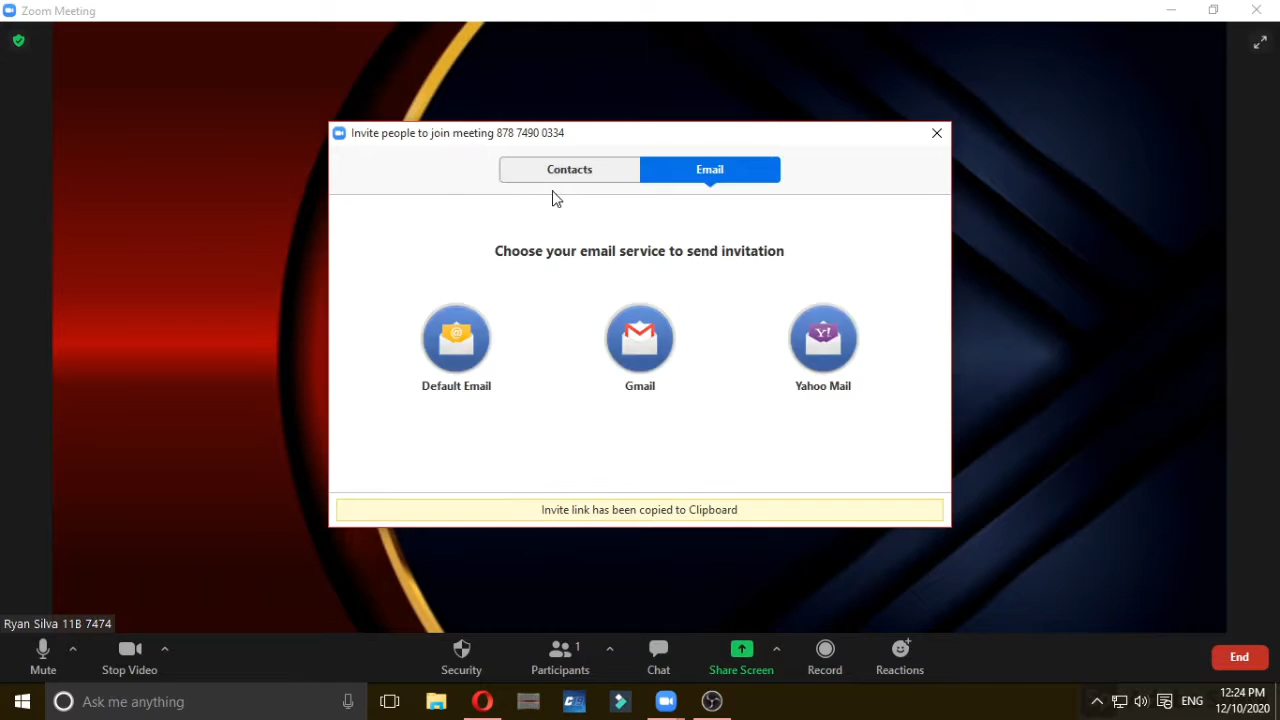 Zoom Meeting
Invite people to join meeting 878 7490 0334
Contacts
Email
Choose your email service to send invitation
@
Y!
Default Email
Gmail
Yahoo Mail
Invite link has been copied to Clipboard
Ryan Silva 11B 7474
1
Mute
Stop Video
Security
Participants
Chat
Share Screen
Record
Reactions
End
Ask me anything
ENG
12:24 PM
12/10/2020